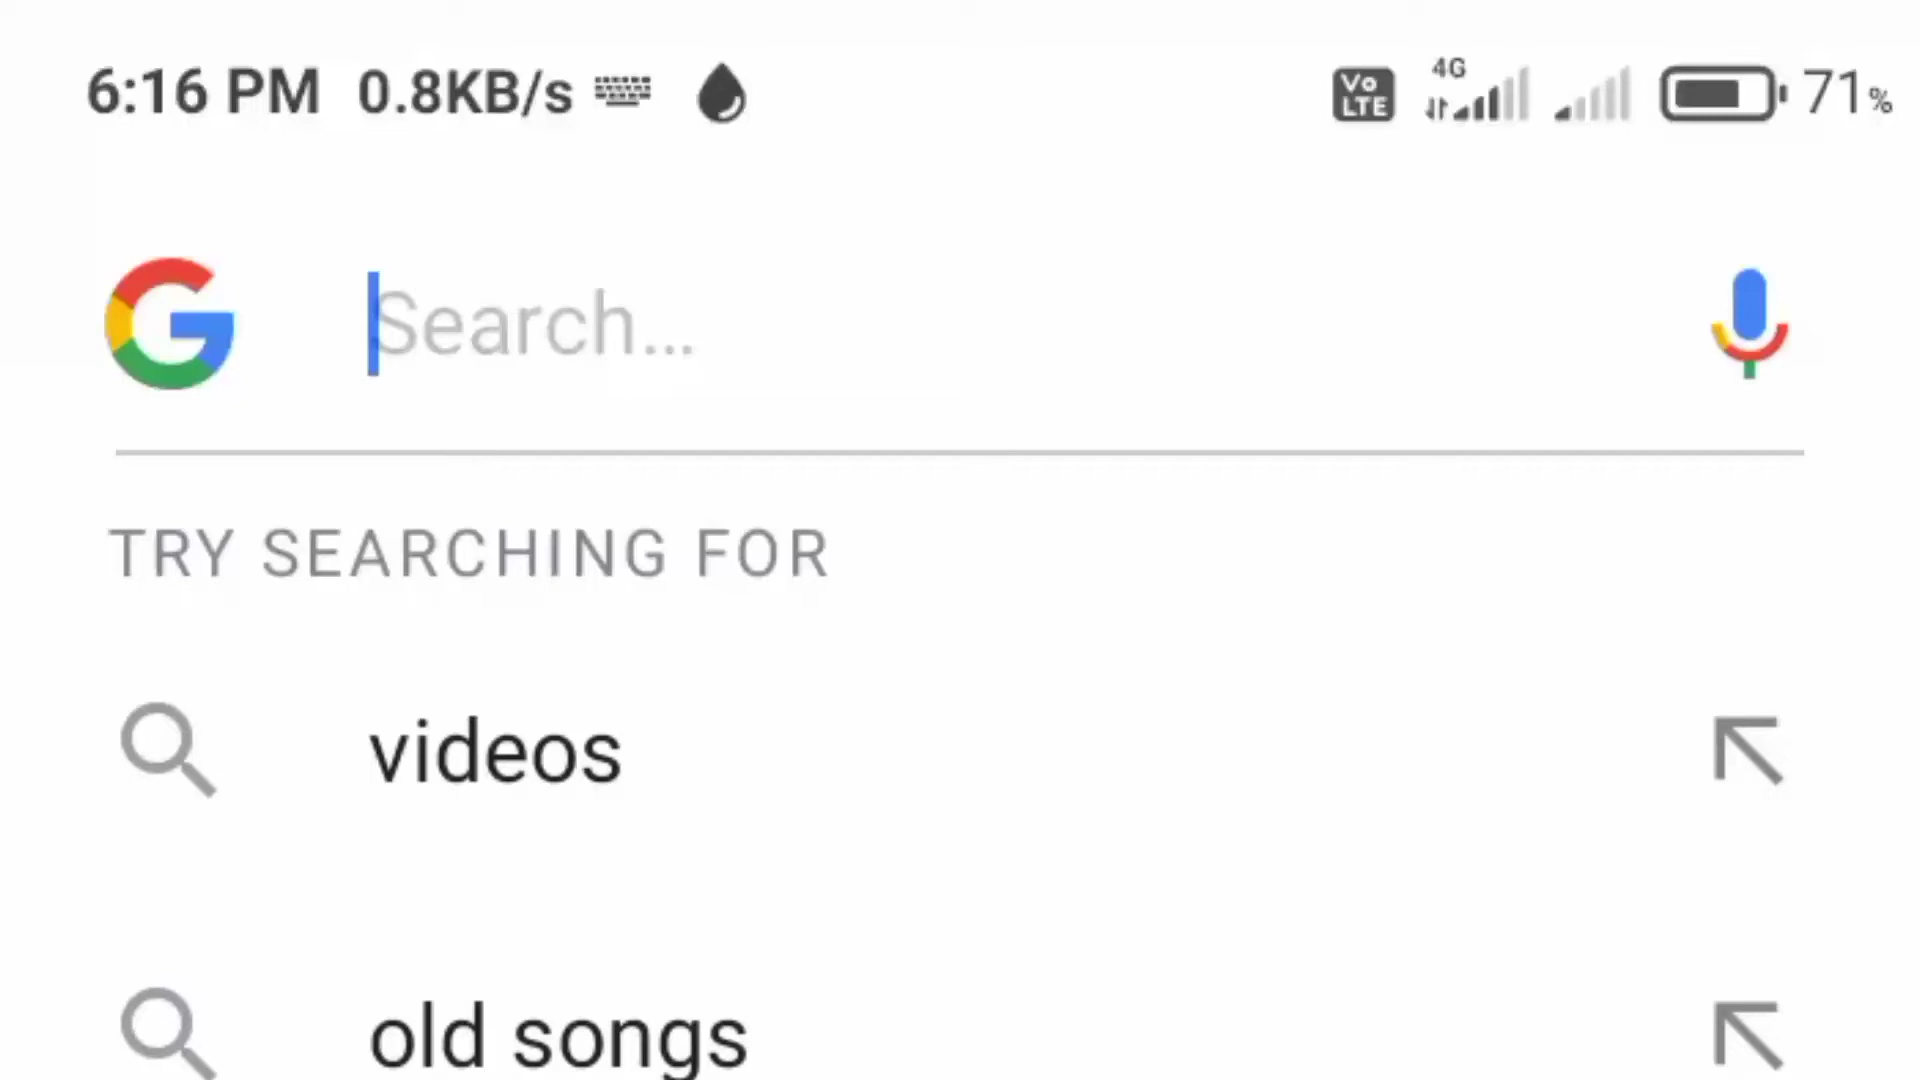 6:16 PM 0.8KB/s Vo LTE 4G 71%
Search...
TRY SEARCHING FOR
videos
old songs